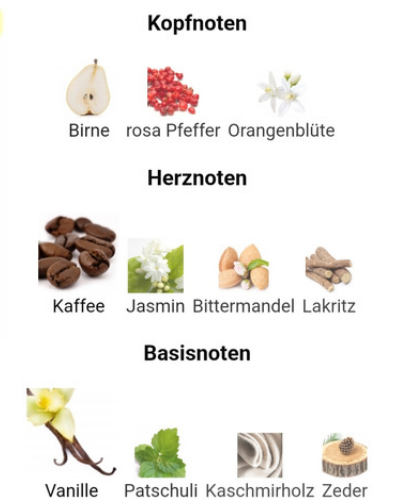 Kopfnoten
Birne rosa Pfeffer Orangenblüte
Herznoten
Kaffee Jasmin Bittermandel Lakritz
Basisnoten
Vanille Patschuli Kaschmirholz Zeder